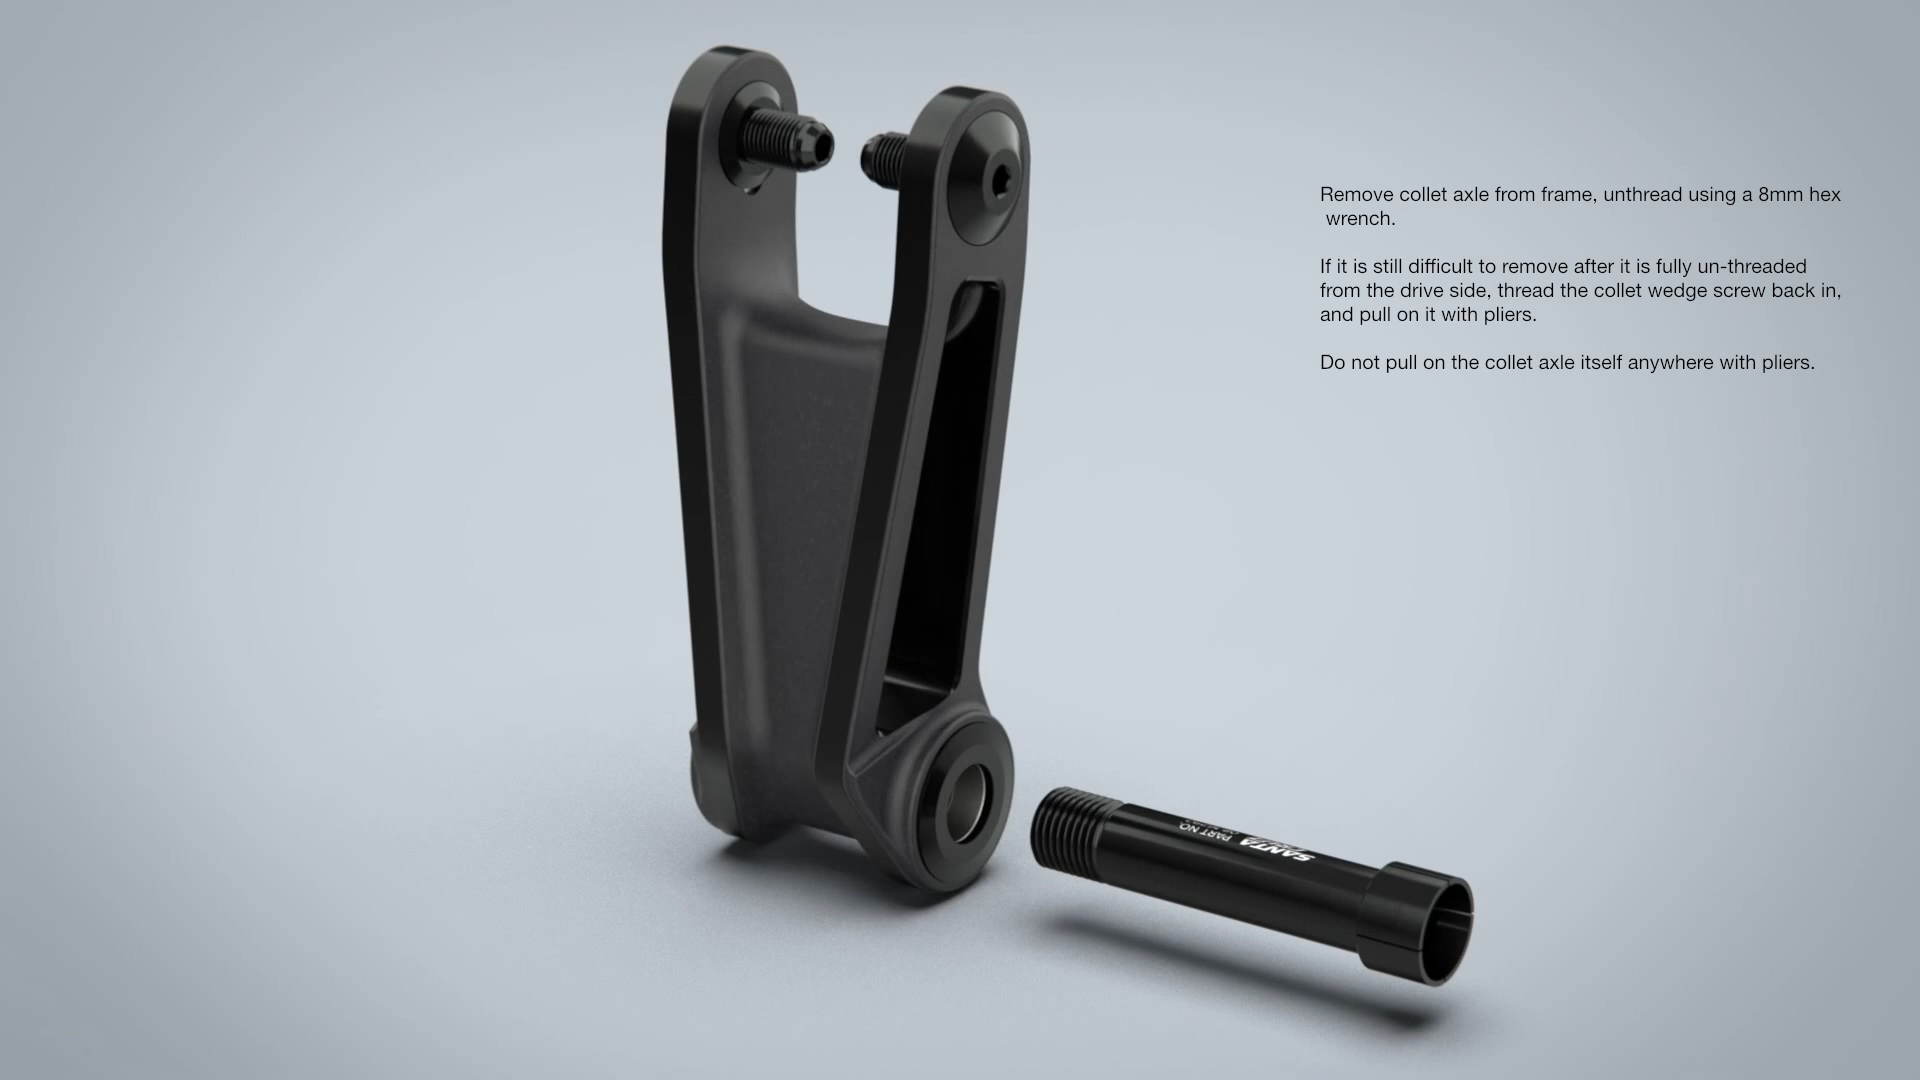 Remove collet axle from frame, unthread using a 8mm hex
wrench.
If it is still difficult to remove after it is fully un-threaded
from the drive side, thread the collet wedge screw back in,
and pull on it with pliers.
Do not pull on the collet axle itself anywhere with pliers.
SANTA
PART NO.